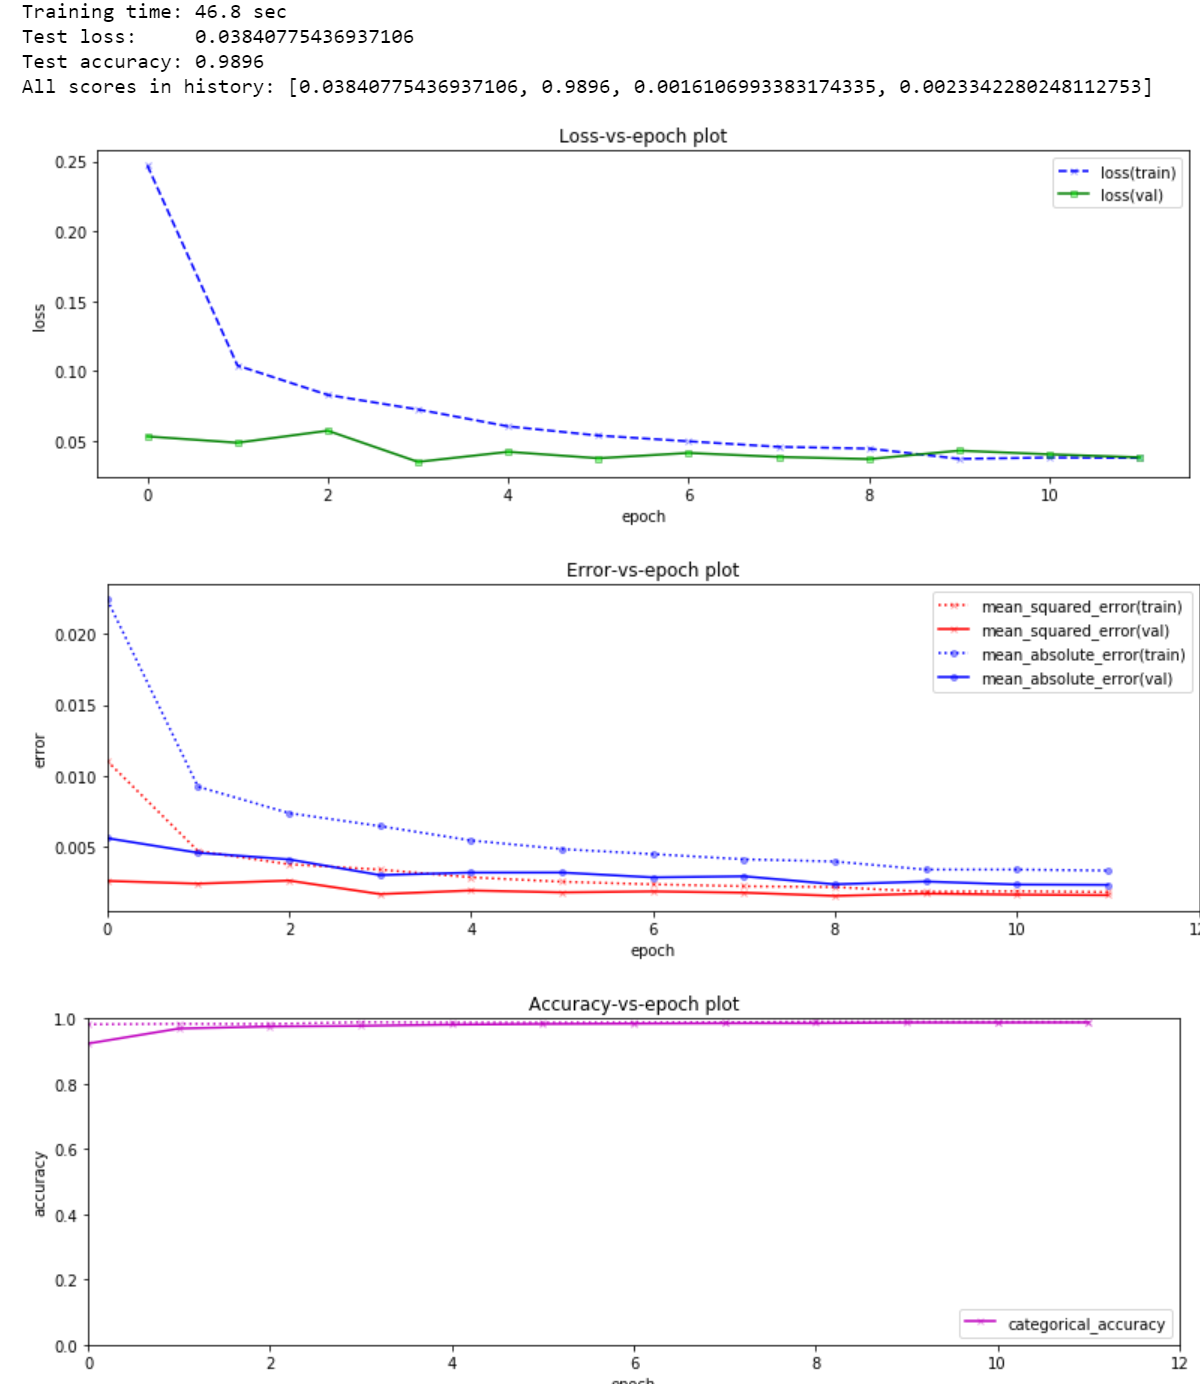 Training time: 46.8 sec
Test loss:     0.03840775436937106
Test accuracy: 0.9896
All scores in history: [0.03840775436937106, 0.9896, 0.0016106993383174335, 0.0023342280248112753]
Loss-vs-epoch plot
0.25
0.20
0.15
0.10
0.05
loss
loss(train)
loss(val)
0 2 4 6 8 10
epoch
Error-vs-epoch plot
0.020
0.015
0.010
0.005
error
mean_squared_error(train)
mean_squared_error(val)
mean_absolute_error(train)
mean_absolute_error(val)
0 2 4 6 8 10 12
epoch
Accuracy-vs-epoch plot
1.0
0.8
0.6
0.4
0.2
0.0
accuracy
categorical_accuracy
0 2 4 6 8 10 12
epoch